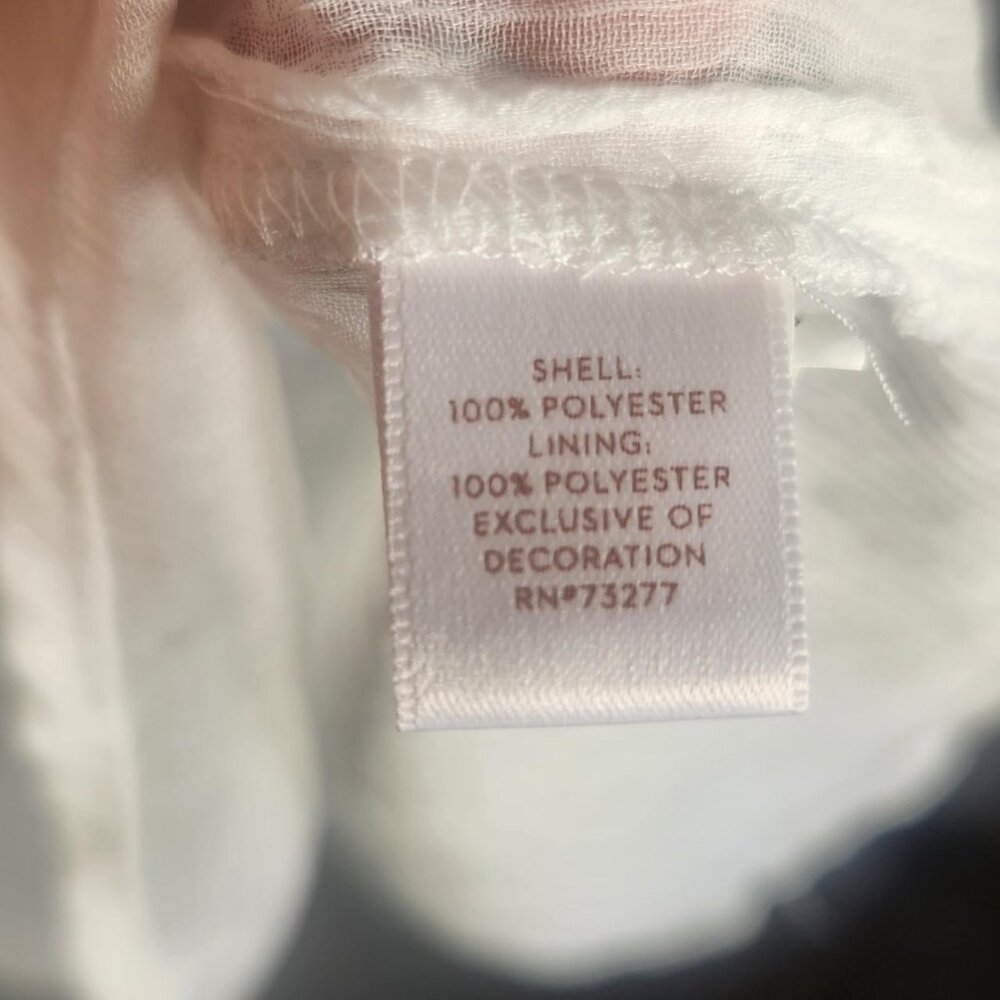 SHELL:
100% POLYESTER
LINING:
100% POLYESTER
EXCLUSIVE OF
DECORATION
RN#73277